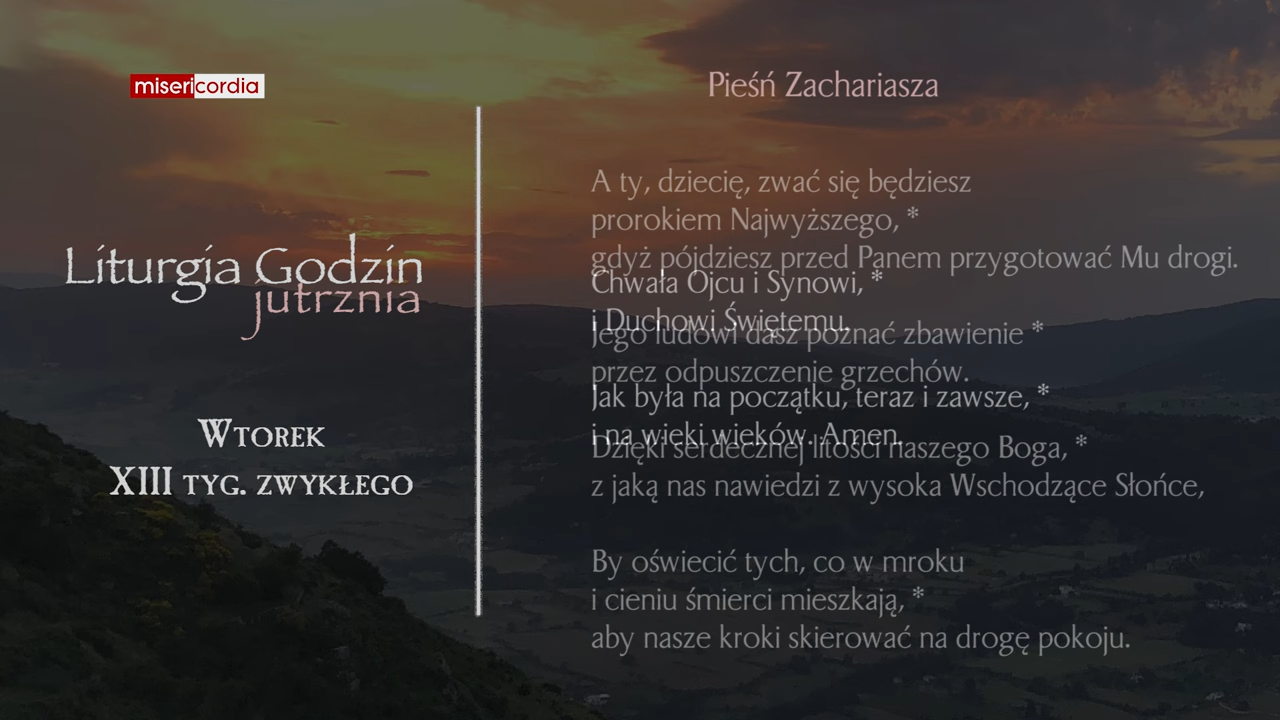 misericordia
Liturgia Godzin
jutrznia
Wtorek
XIII tyg. zwykłego
Pieśń Zachariasza
A ty, dziecię, zwać się będziesz
prorokiem Najwyższego, *
gdyż pójdziesz przed Panem przygotować Mu drogi.
Chwała Ojcu i Synowi, *
i Duchowi Świętemu.
Jego ludowi dasz poznać zbawienie *
przez odpuszczenie grzechów.
Jak była na początku, teraz i zawsze, *
i na wieki wieków. Amen.
Dzięki serdecznej litości naszego Boga, *
z jaką nas nawiedzi z wysoka Wschodzące Słońce,
By oświecić tych, co w mroku
i cieniu śmierci mieszkają, *
aby nasze kroki skierować na drogę pokoju.